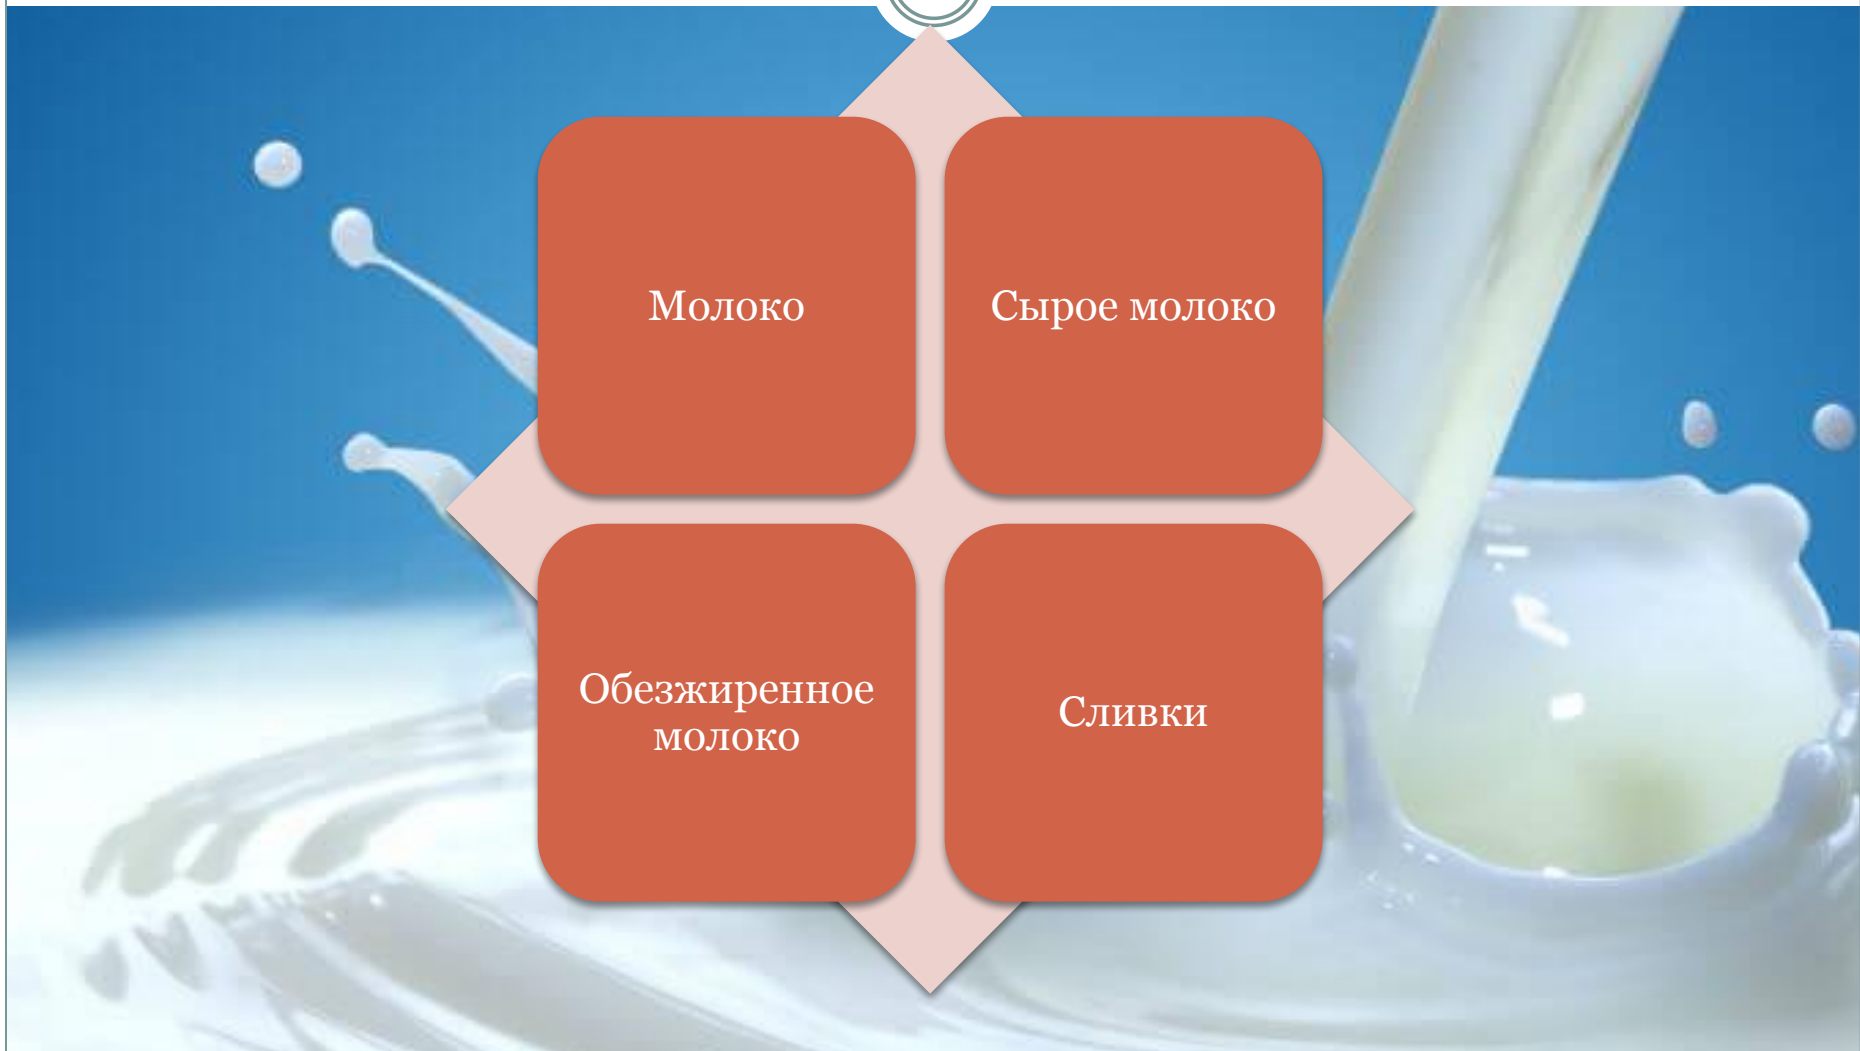 Молоко
Сырое молоко
Обезжиренное
молоко
Сливки